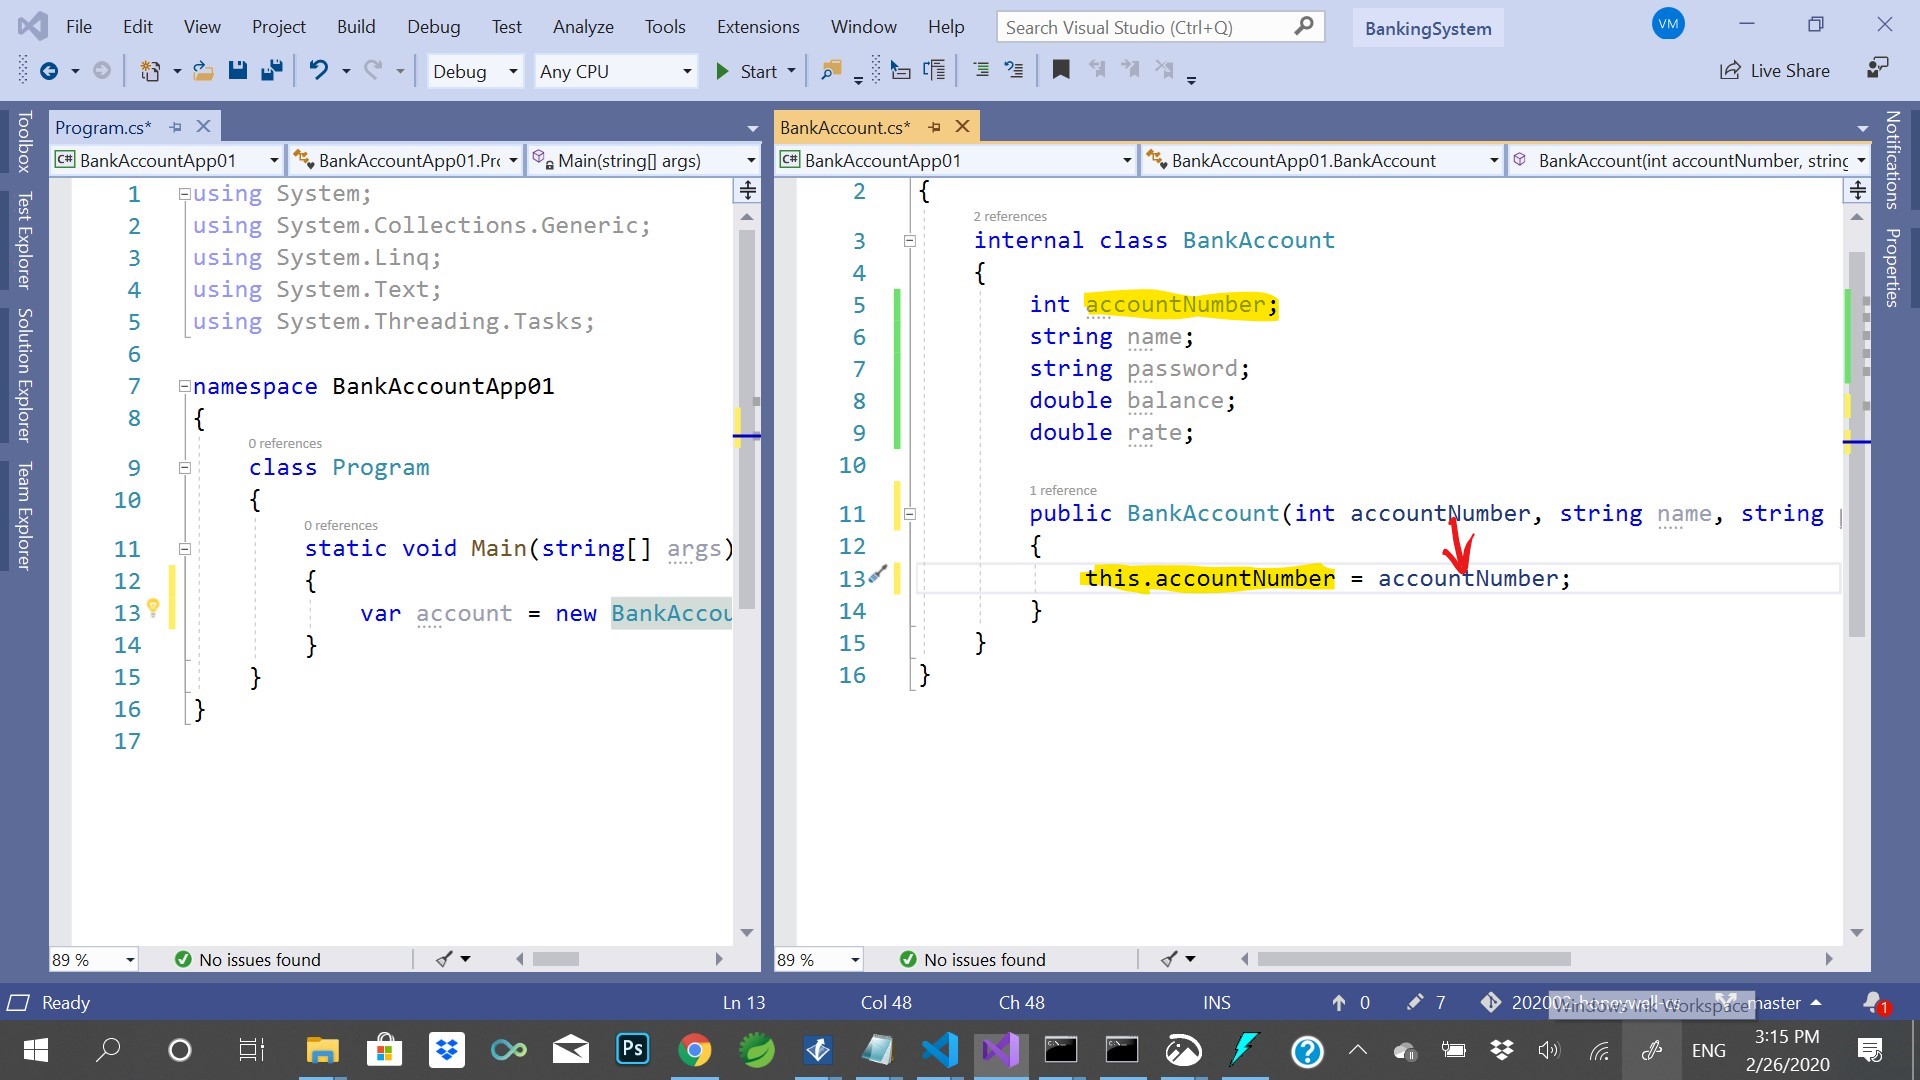 File Edit View Project Build Debug Test Analyze Tools Extensions Window Help Search Visual Studio (Ctrl+Q) BankingSystem VM
Debug Any CPU Start Live Share
Toolbox
Test Explorer
Solution Explorer
Team Explorer
Program.cs*
C# BankAccountApp01 BankAccountApp01.Prc Main(string[] args)
1 using System;
2 using System.Collections.Generic;
3 using System.Linq;
4 using System.Text;
5 using System.Threading.Tasks;
6
7 namespace BankAccountApp01
8 {
0 references
9 class Program
10 {
0 references
11 static void Main(string[] args)
12 {
13 var account = new BankAccou
14 }
15 }
16 }
17
89 % No issues found
BankAccount.cs*
C# BankAccountApp01 BankAccountApp01.BankAccount BankAccount(int accountNumber, string
2 {
2 references
3 internal class BankAccount
4 {
5 int accountNumber;
6 string name;
7 string password;
8 double balance;
9 double rate;
10
1 reference
11 public BankAccount(int accountNumber, string name, string
12 {
13 this.accountNumber = accountNumber;
14 }
15 }
16 }
89 % No issues found
Notifications
Properties
Ready Ln 13 Col 48 Ch 48 INS 0 7 master 1
Windows Ink Workspace
Ps ENG 3:15 PM
2/26/2020